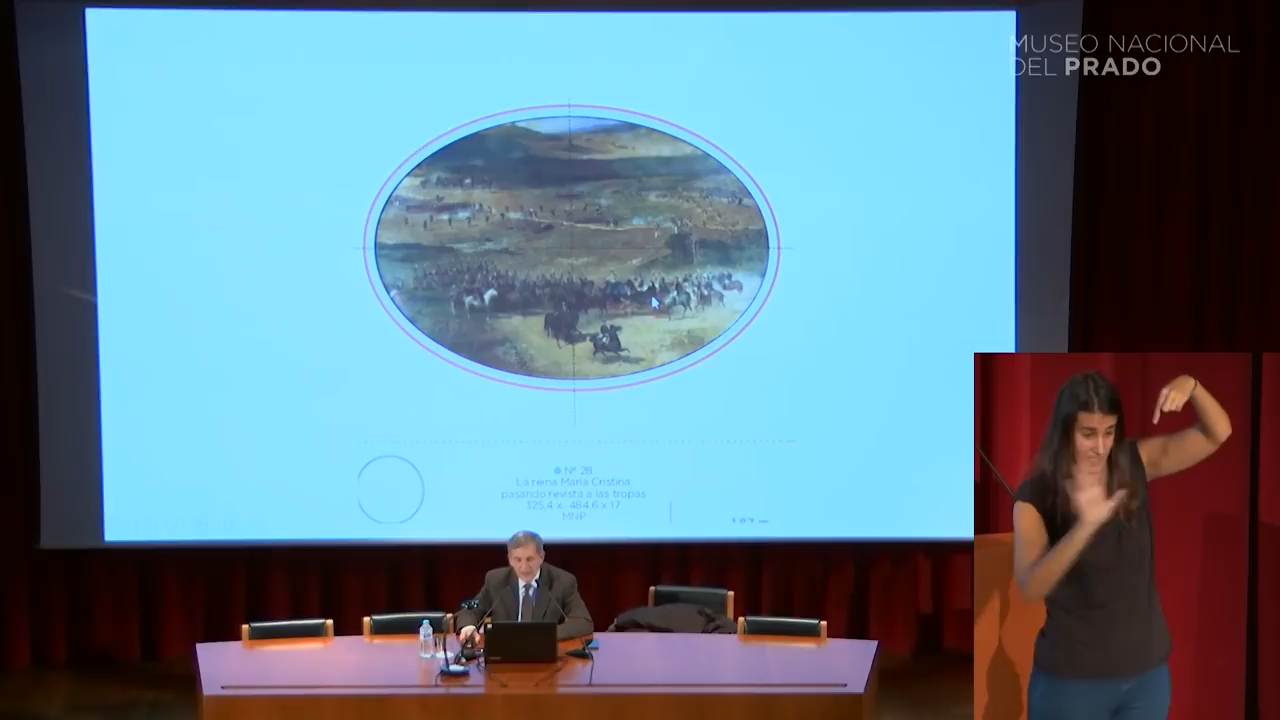 MUSEO NACIONAL
DEL PRADO
Nº 28
La reina María Cristina
pasando revista a las tropas
325,4 x 484,6 x 17
MNP